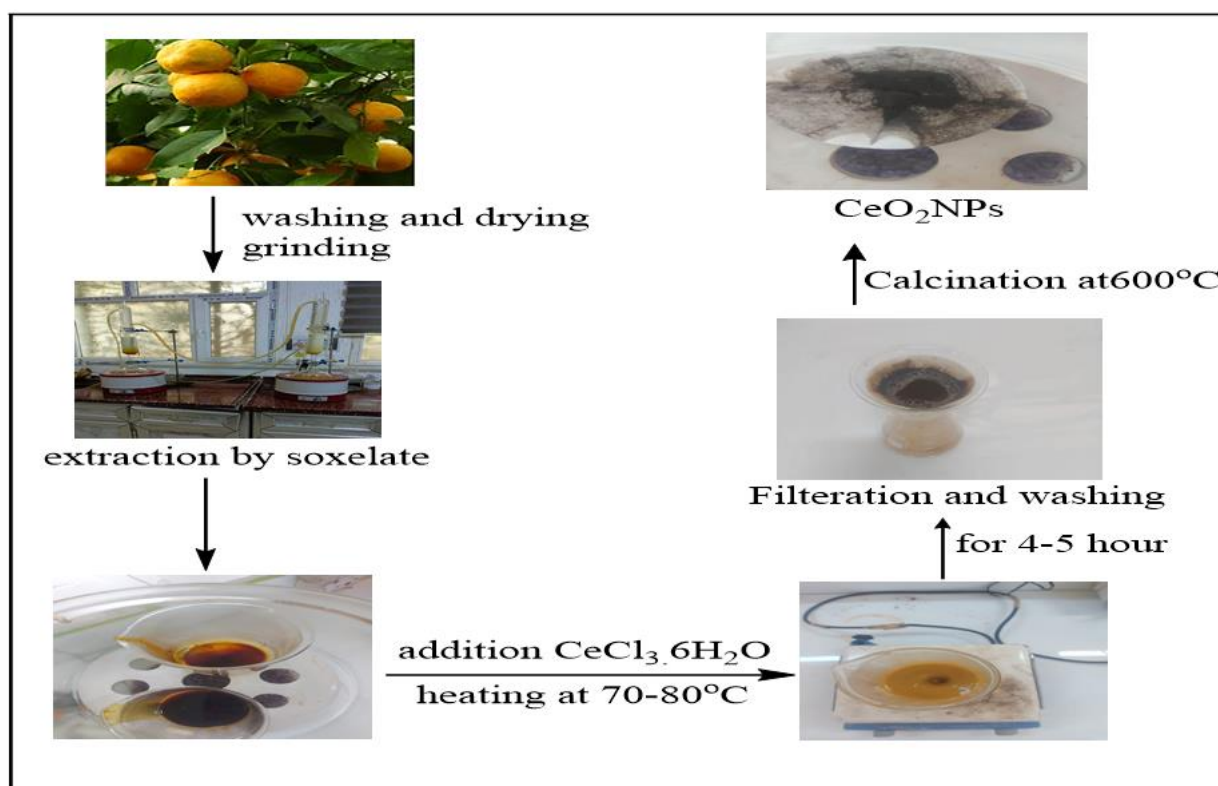 washing and drying
grinding
extraction by soxelate
addition CeCl₃.6H₂O
heating at 70-80°C
for 4-5 hour
Filteration and washing
Calcination at600°C
CeO₂NPs